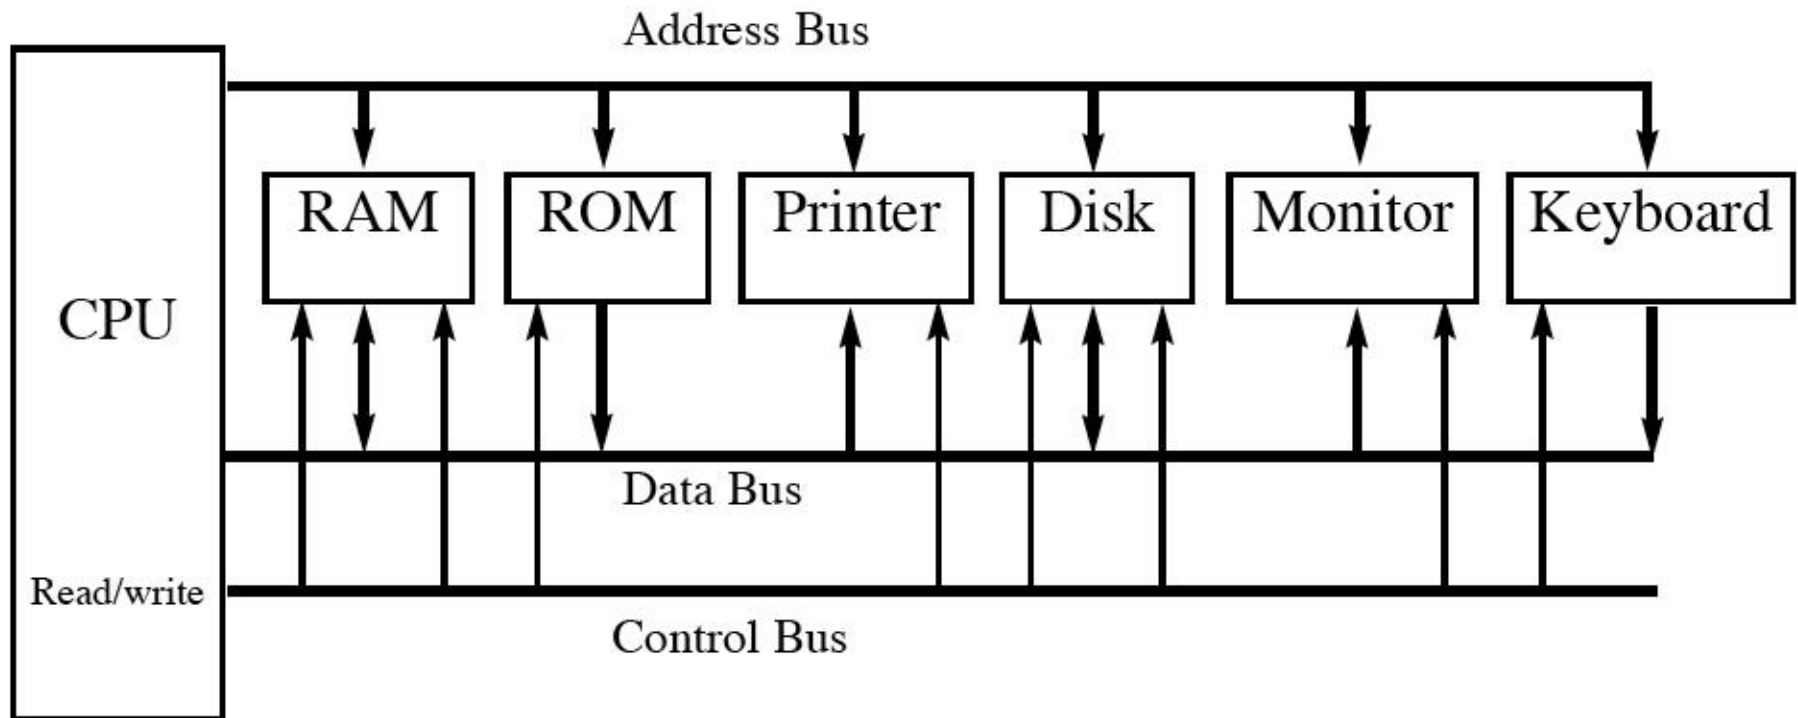 Address Bus
RAM
ROM
Printer
Disk
Monitor
Keyboard
CPU
Data Bus
Read/write
Control Bus